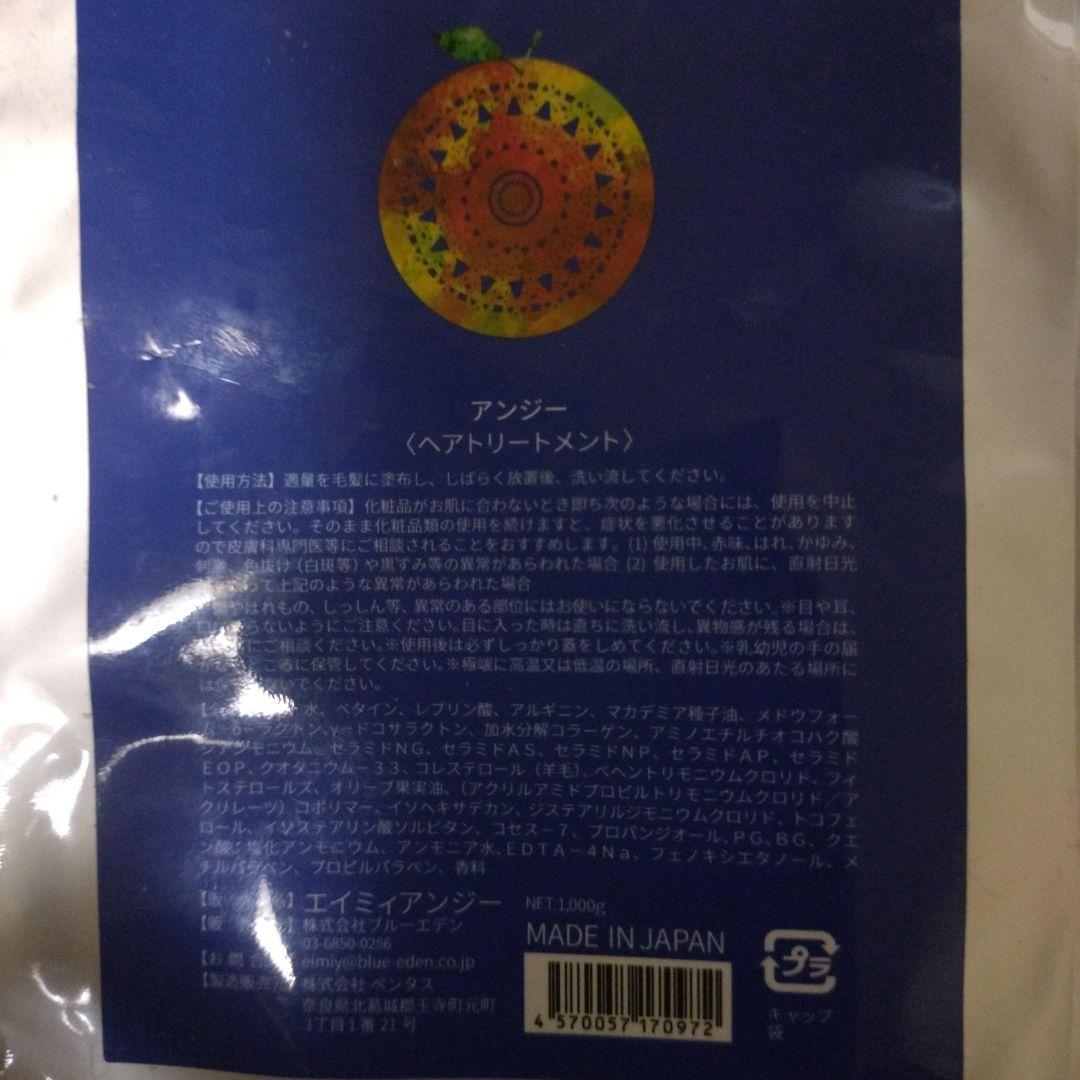 アンジー
〈ヘアトリートメント〉
【使用方法】適量を毛髪に塗布し、しばらく放置後、洗い流してください。
【ご使用上の注意事項】化粧品がお肌に合わないとき即ち次のような場合には、使用を中止
してください。そのまま化粧品類の使用を続けますと、症状を悪化させることがあります
ので皮膚科専門医等にご相談されることをおすすめします。(1)使用中、赤味、はれ、かゆみ、
刺激、色抜け(白斑等)や黒ずみ等の異常があらわれた場合 (2) 使用したお肌に、直射日光
って上記のような異常があらわれた場合
やはれもの、しっしん等、異常のある部位にはお使いにならないでください。※目や耳、
らないようにご注意ください。目に入った時は直ちに洗い流し、異物感が残る場合は、
にご相談ください。※使用後は必ずしっかり蓋をしめてください。※乳幼児の手の届
ころに保管してください。※極端に高温又は低温の場所、直射日光のあたる場所に
は いでください。
水、ベタイン、レブリン酸、アルギニン、マカデミア種子油、メドウフォー
ラクトン、γ－ドコサラクトン、加水分解コラーゲン、アミノエチルチオコハク酸
ジアンモニウム、セラミドNG、セラミドAS、セラミドNP、セラミドAP、セラミド
EOP、クオタニウム－33、コレステロール（羊毛）、ベヘントリモニウムクロリド、フィ
トステロールズ、オリーブ果実油、（アクリルアミドプロピルトリモニウムクロリド／ア
クリレーツ）コポリマー、イソヘキサデカン、ジステアリルジモニウムクロリド、トコフェ
ロール、イソステアリン酸ソルビタン、コセス－7、プロパンジオール、PG、BG、クエ
ン酸、塩化アンモニウム、アンモニア水、EDTA－4Na、フェノキシエタノール、メ
チルパラベン、プロピルパラベン、香料
【販 エイミィアンジー NET.1,000g
【販 株式会社ブルーエデン
03-6850-0266
【お問 eimiy@blue-eden.co.jp
【製造販売 株式会社 ペンタス
奈良県北葛城郡王寺町元町
3丁目1番21号
MADE IN JAPAN
4 570057 170972
プラ
キャップ
袋